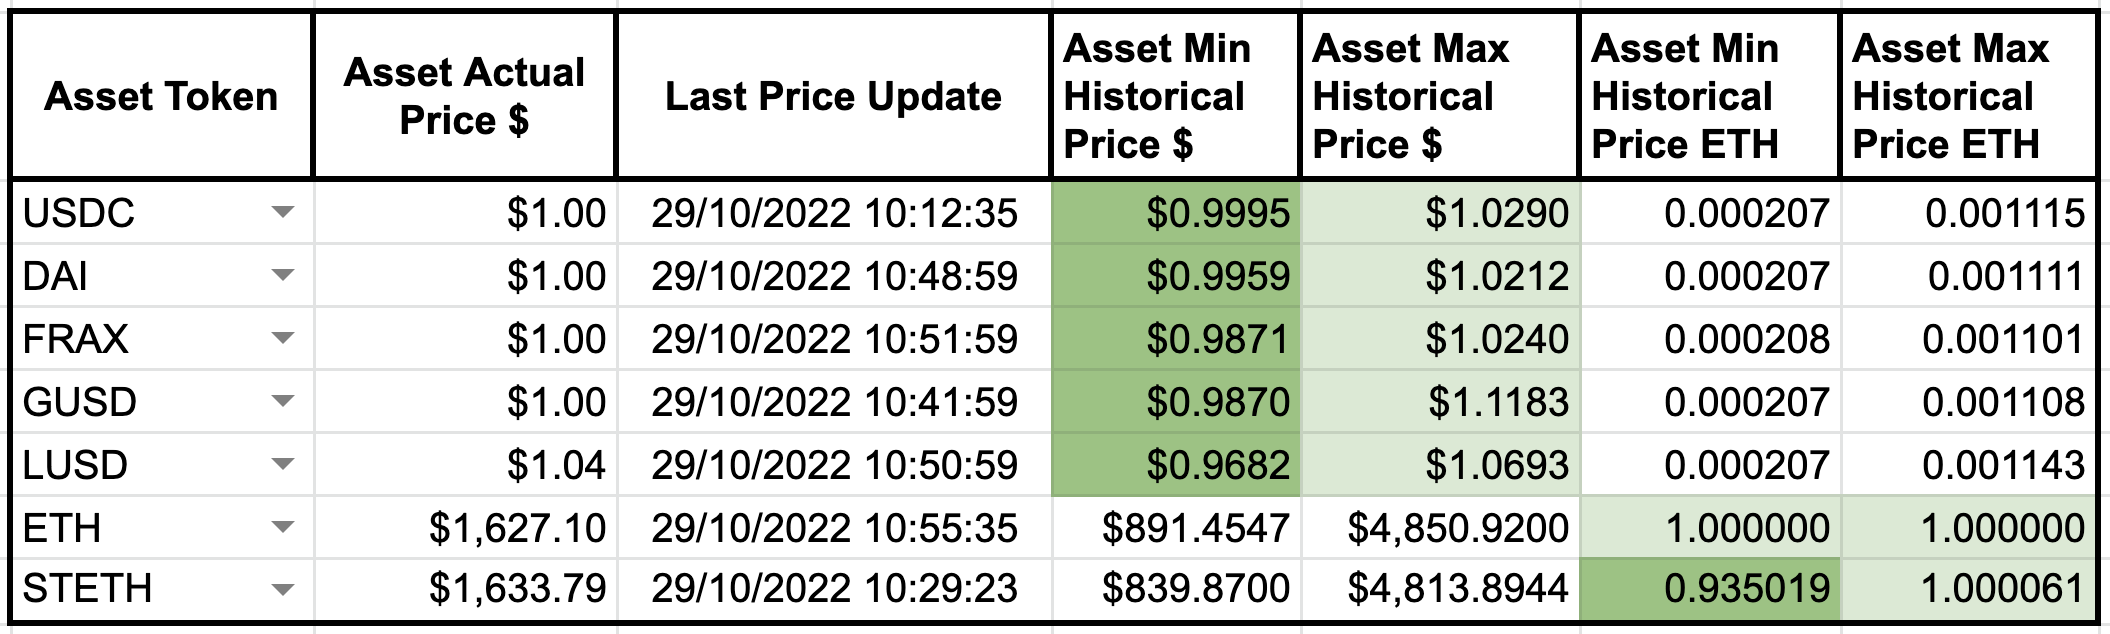 Asset Token Asset Actual Price $ Last Price Update Asset Min Historical Price $ Asset Max Historical Price $ Asset Min Historical Price ETH Asset Max Historical Price ETH
USDC $1.00 29/10/2022 10:12:35 $0.9995 $1.0290 0.000207 0.001115
DAI $1.00 29/10/2022 10:48:59 $0.9959 $1.0212 0.000207 0.001111
FRAX $1.00 29/10/2022 10:51:59 $0.9871 $1.0240 0.000208 0.001101
GUSD $1.00 29/10/2022 10:41:59 $0.9870 $1.1183 0.000207 0.001108
LUSD $1.04 29/10/2022 10:50:59 $0.9682 $1.0693 0.000207 0.001143
ETH $1,627.10 29/10/2022 10:55:35 $891.4547 $4,850.9200 1.000000 1.000000
STETH $1,633.79 29/10/2022 10:29:23 $839.8700 $4,813.8944 0.935019 1.000061